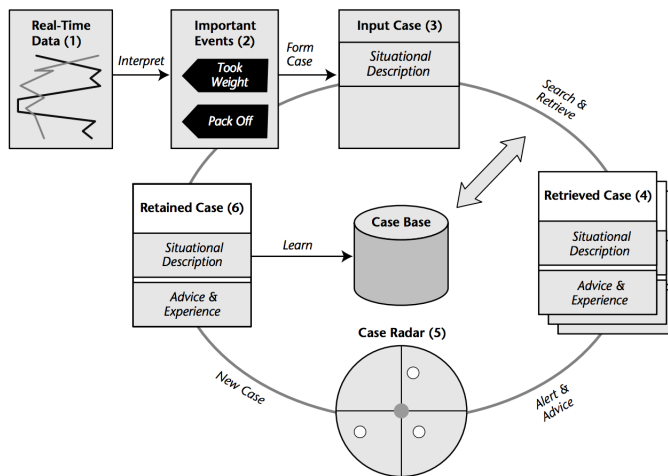 Real-Time
Data (1)
Interpret
Important
Events (2)
Took
Weight
Pack Off
Form
Case
Input Case (3)
Situational
Description
Search &
Retrieve
Retrieved Case (4)
Situational
Description
Advice &
Experience
Alert &
Advice
Case Radar (5)
New Case
Retained Case (6)
Situational
Description
Advice &
Experience
Learn
Case Base